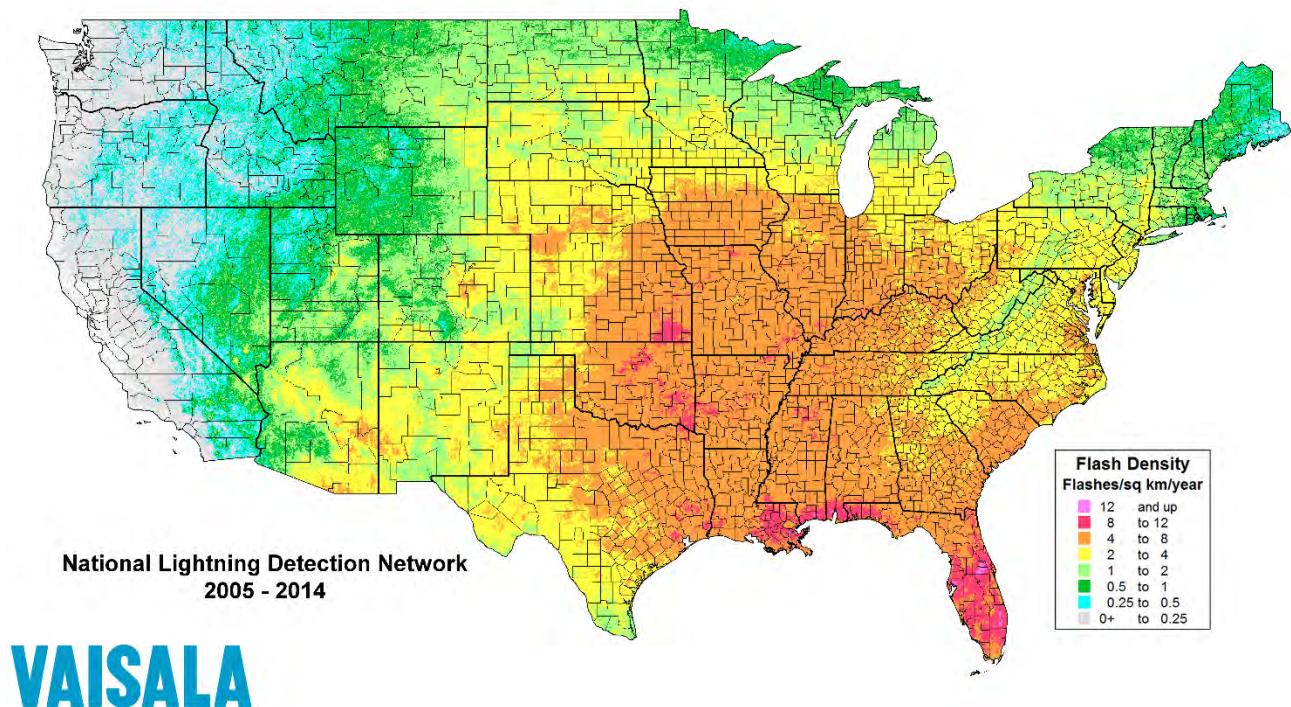 National Lightning Detection Network
2005 - 2014
Flash Density
Flashes/sq km/year
12 and up
8 to 12
4 to 8
2 to 4
1 to 2
0.5 to 1
0.25 to 0.5
0+ to 0.25
VAISALA